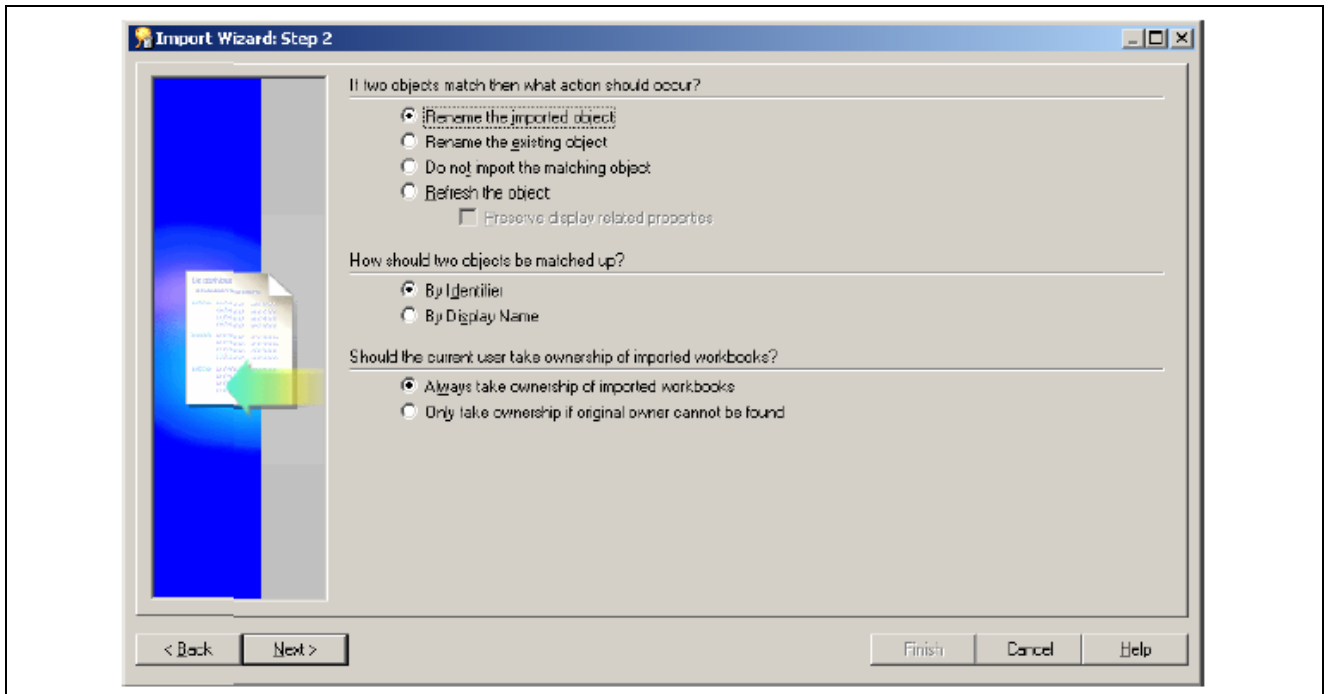 Import Wizard: Step 2
If two objects match then what action should occur?
Rename the imported object
Rename the existing object
Do not import the matching object
Refresh the object
Preserve display related properties
How should two objects be matched up?
By Identifier
By Display Name
Should the current user take ownership of imported workbooks?
Always take ownership of imported workbooks
Only take ownership if original owner cannot be found
< Back
Next >
Finish
Cancel
Help